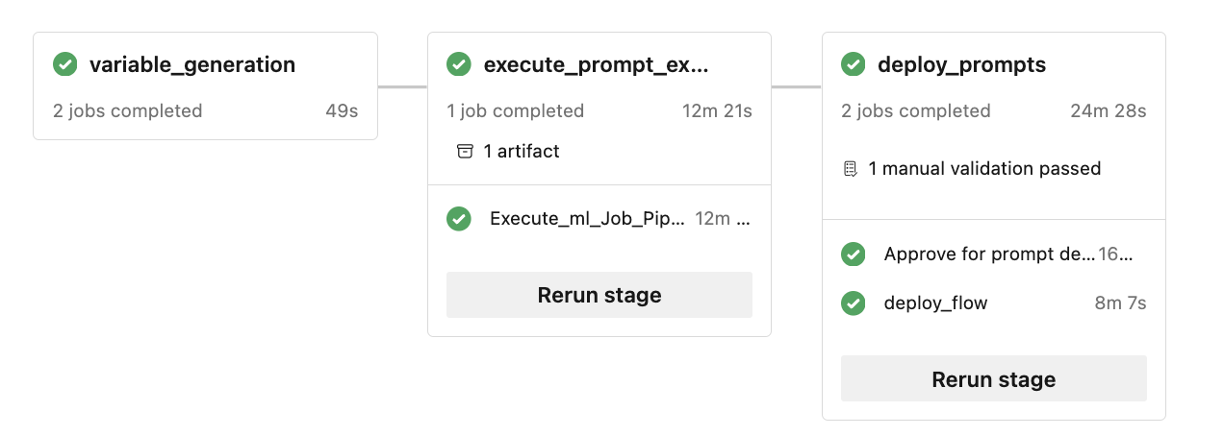 variable_generation
2 jobs completed 49s
execute_prompt_ex...
1 job completed 12m 21s
1 artifact
Execute_ml_Job_Pip... 12m ...
Rerun stage
deploy_prompts
2 jobs completed 24m 28s
1 manual validation passed
Approve for prompt de... 16...
deploy_flow 8m 7s
Rerun stage